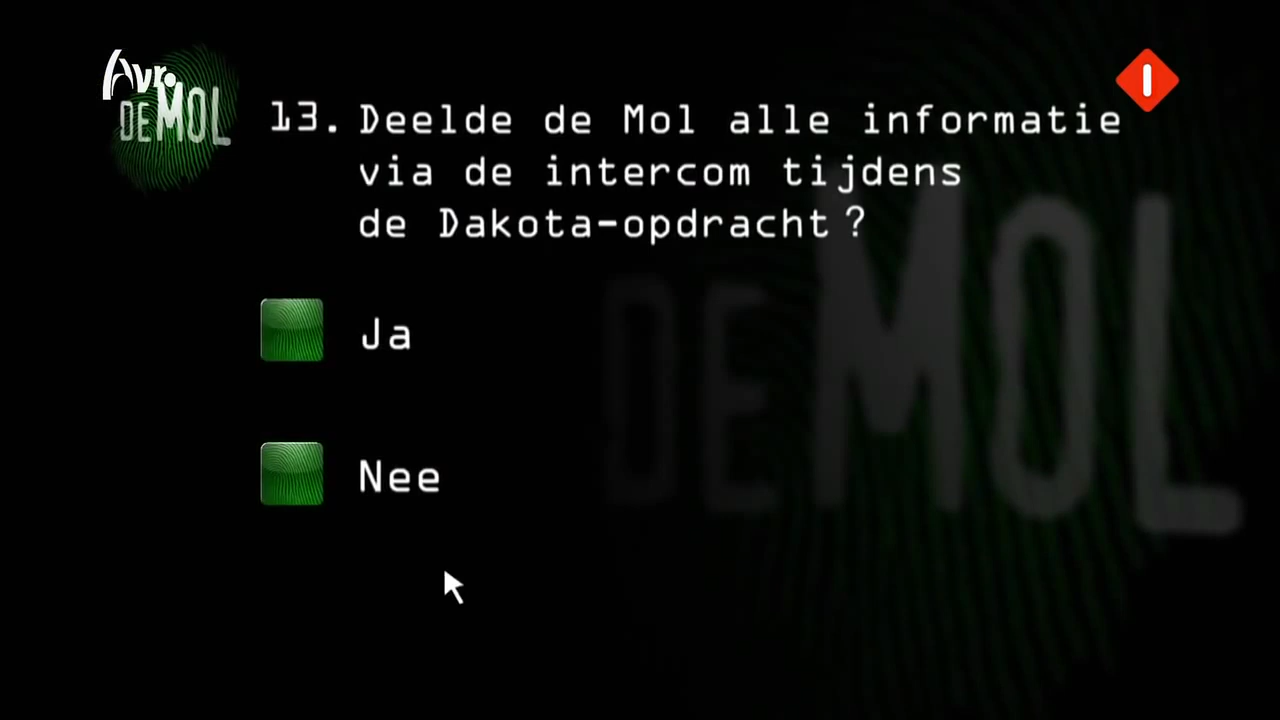 Avro
DE MOL
13. Deelde de Mol alle informatie
via de intercom tijdens
de Dakota-opdracht?
DE MOL
Ja
Nee